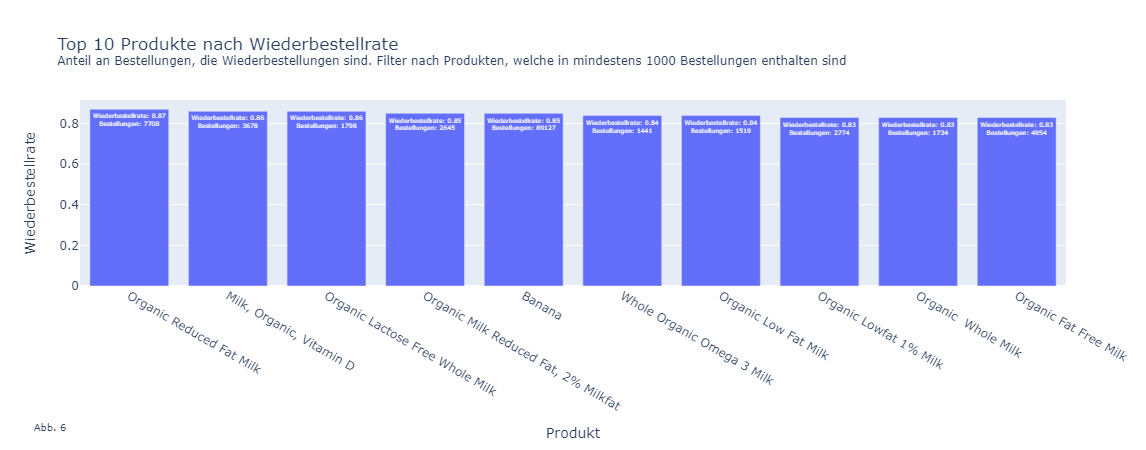 Top 10 Produkte nach Wiederbestellrate
Anteil an Bestellungen, die Wiederbestellungen sind. Filter nach Produkten, welche in mindestens 1000 Bestellungen enthalten sind
Wiederbestellrate
0.8
0.6
0.4
0.2
0
Wiederbestellrate: 0.87
Bestellungen: 7708
Wiederbestellrate: 0.86
Bestellungen: 3678
Wiederbestellrate: 0.86
Bestellungen: 1798
Wiederbestellrate: 0.85
Bestellungen: 2645
Wiederbestellrate: 0.85
Bestellungen: 89127
Wiederbestellrate: 0.84
Bestellungen: 1441
Wiederbestellrate: 0.84
Bestellungen: 1519
Wiederbestellrate: 0.83
Bestellungen: 2774
Wiederbestellrate: 0.83
Bestellungen: 1734
Wiederbestellrate: 0.83
Bestellungen: 4954
Organic Reduced Fat Milk
Milk, Organic, Vitamin D
Organic Lactose Free Whole Milk
Organic Milk Reduced Fat, 2% Milkfat
Banana
Whole Organic Omega 3 Milk
Organic Low Fat Milk
Organic Lowfat 1% Milk
Organic  Whole Milk
Organic Fat Free Milk
Produkt
Abb. 6